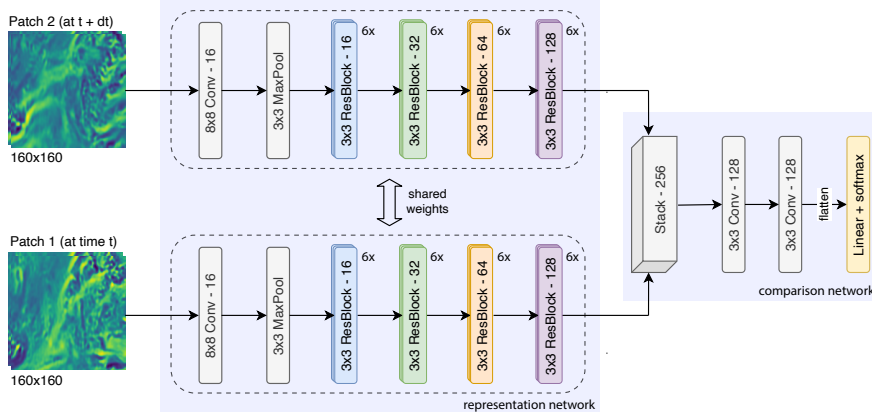 Patch 2 (at t + dt)
160x160
8x8 Conv - 16
3x3 MaxPool
3x3 ResBlock - 16
6x
3x3 ResBlock - 32
6x
3x3 ResBlock - 64
6x
3x3 ResBlock - 128
6x
shared
weights
Patch 1 (at time t)
160x160
8x8 Conv - 16
3x3 MaxPool
3x3 ResBlock - 16
6x
3x3 ResBlock - 32
6x
3x3 ResBlock - 64
6x
3x3 ResBlock - 128
6x
representation network
Stack - 256
3x3 Conv - 128
3x3 Conv - 128
flatten
Linear + softmax
comparison network